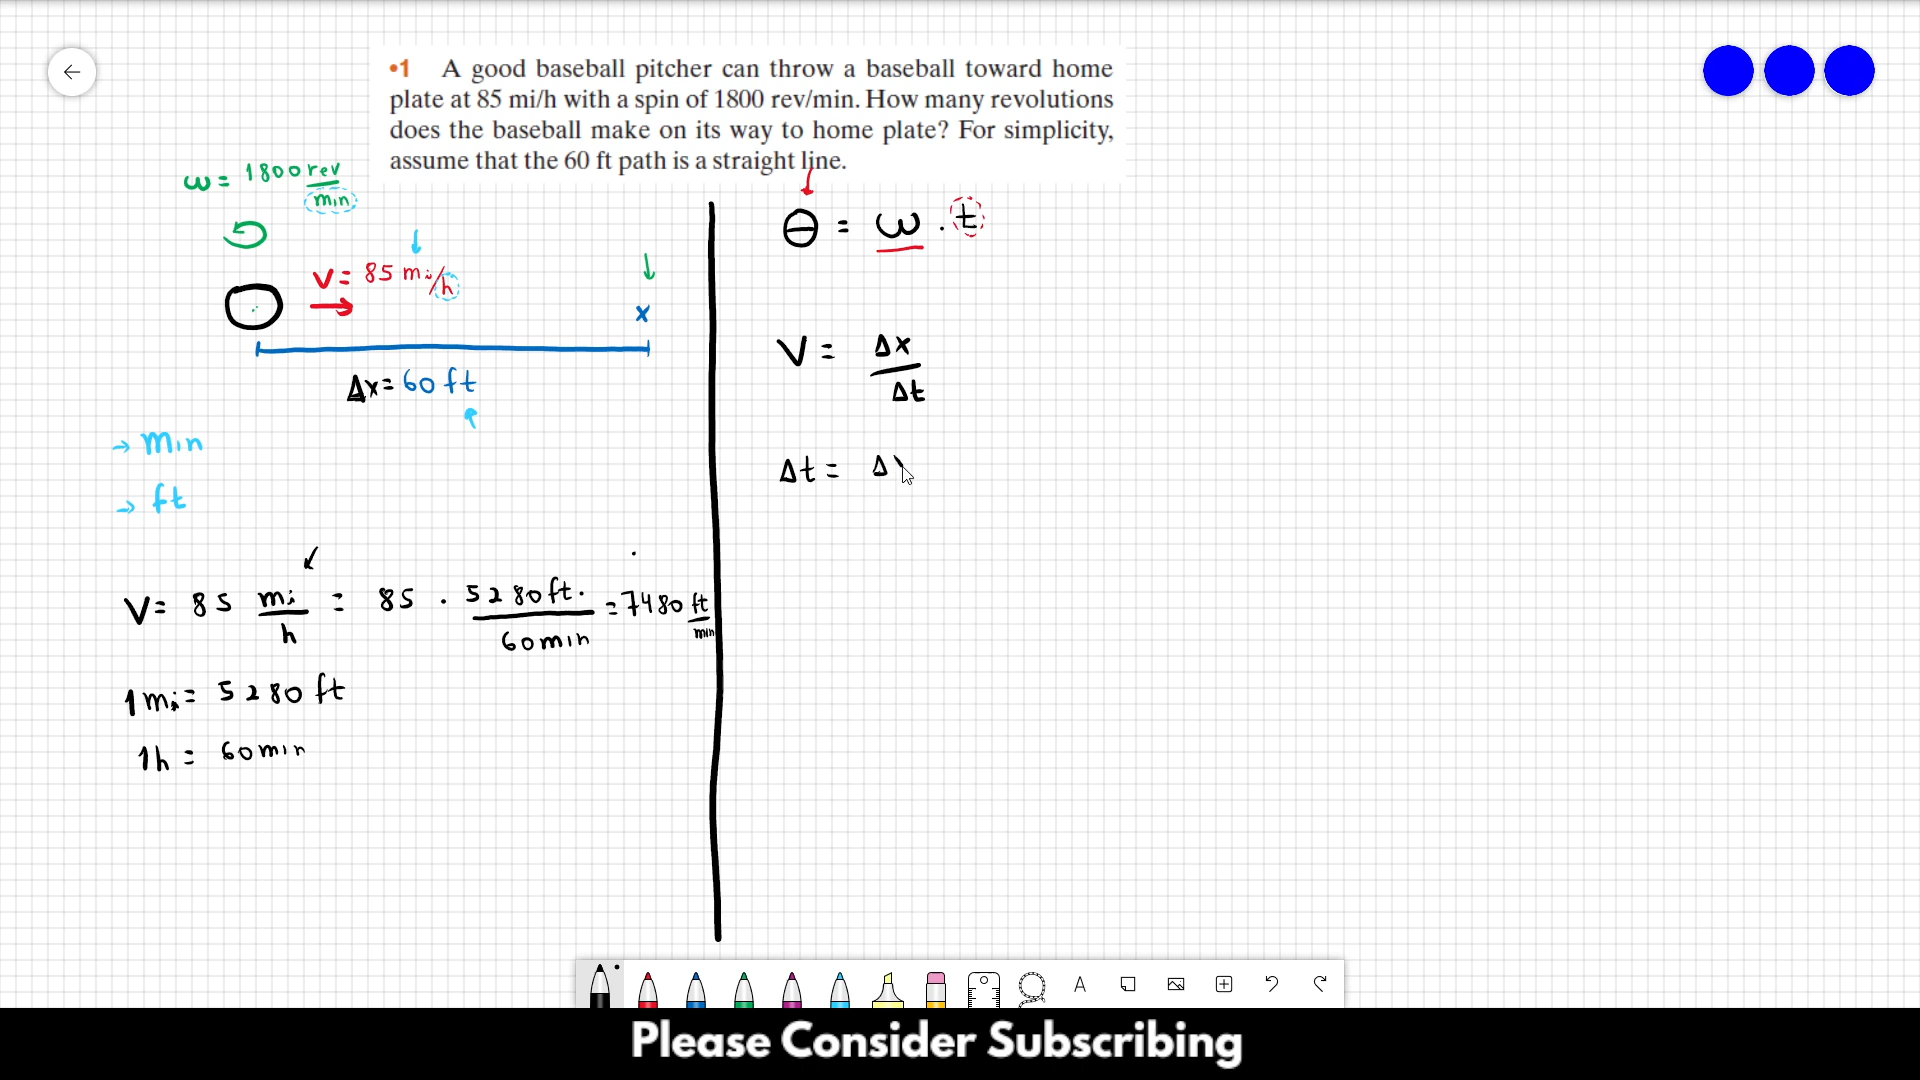 •1 A good baseball pitcher can throw a baseball toward home
plate at 85 mi/h with a spin of 1800 rev/min. How many revolutions
does the baseball make on its way to home plate? For simplicity,
assume that the 60 ft path is a straight line.
ω = 1800 rev/min
V = 85 mi/h
x
Δx = 60 ft
→ min
→ ft
V = 85 mi/h = 85 · 5280 ft. / 60 min = 7480 ft/min
1 mi = 5280 ft
1h = 60 min
θ = ω . t
V = Δx / Δt
Δt = Δ
A
Please Consider Subscribing